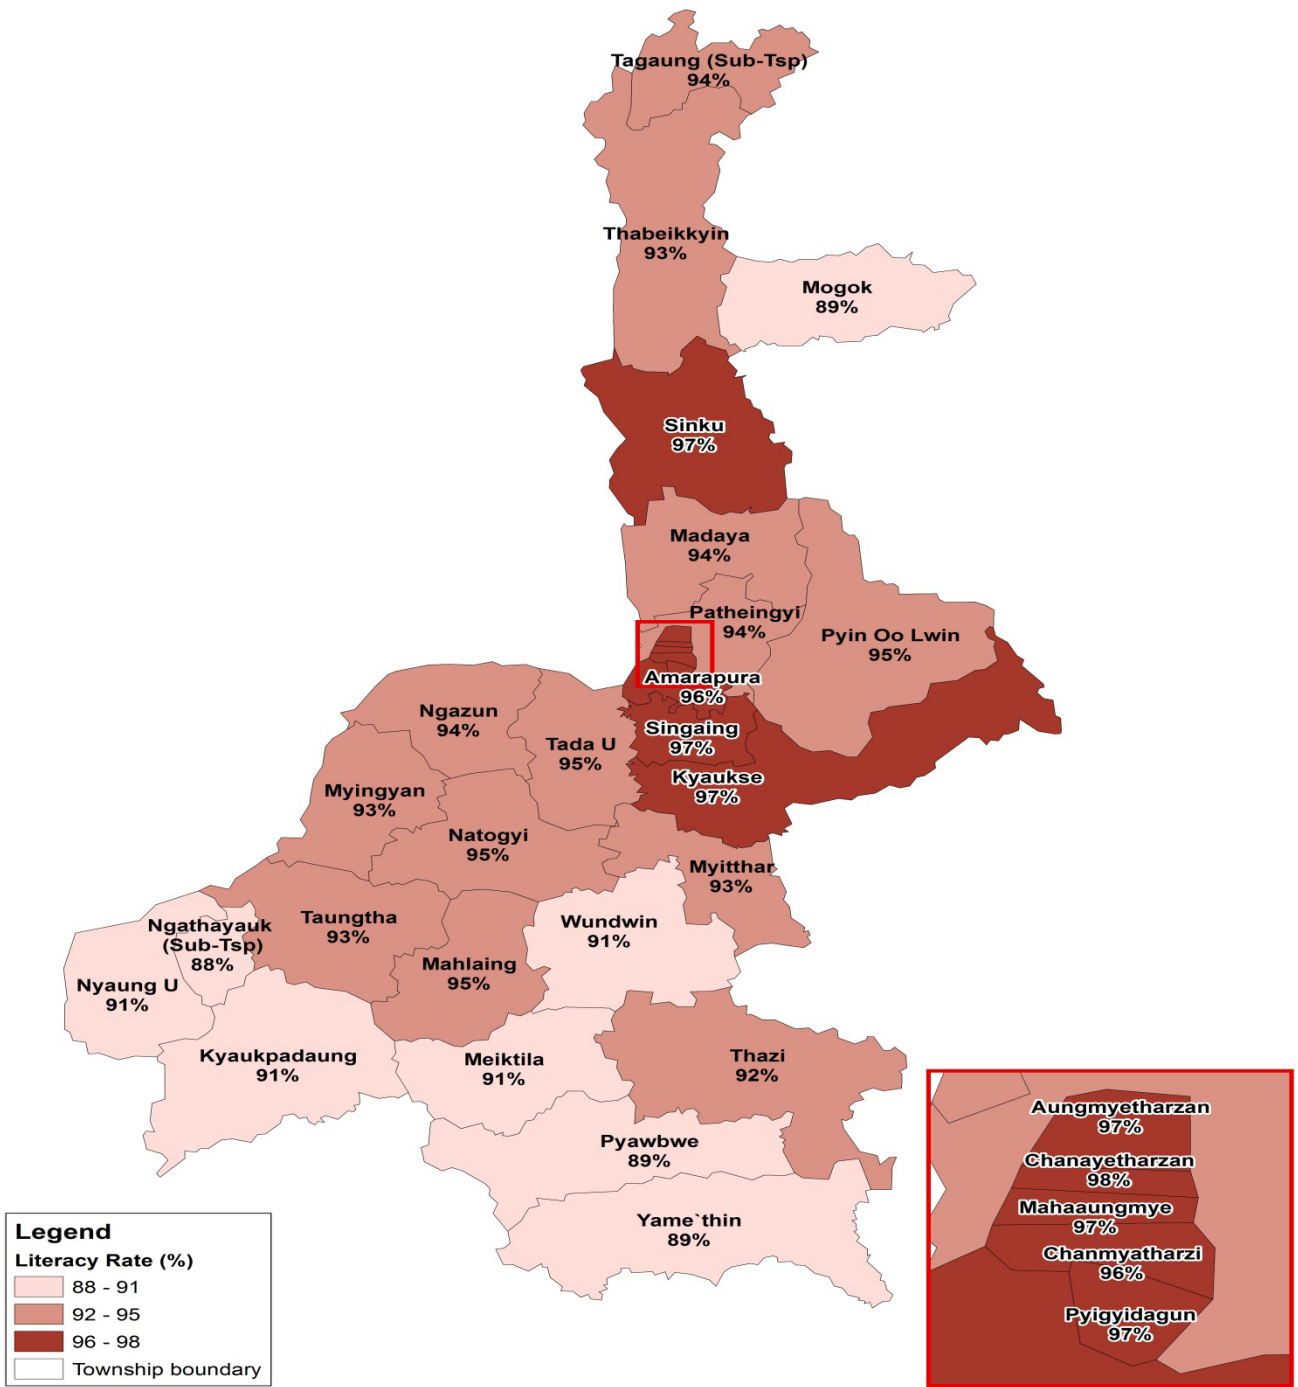 Tagaung (Sub-Tsp)
94%
Thabeikkyin
93%
Mogok
89%
Sinku
97%
Madaya
94%
Patheingyi
94%
Pyin Oo Lwin
95%
Amarapura
96%
Ngazun
94%
Singaing
97%
Tada U
95%
Kyaukse
97%
Myingyan
93%
Natogyi
95%
Myitthar
93%
Taungtha
93%
Wundwin
91%
Ngathayauk
(Sub-Tsp)
88%
Mahlaing
95%
Nyaung U
91%
Kyaukpadaung
91%
Meiktila
91%
Thazi
92%
Pyawbwe
89%
Yame`thin
89%
Aungmyetharzan
97%
Chanayetharzan
98%
Mahaaungmye
97%
Chanmyatharzi
96%
Pyigyidagun
97%
Legend
Literacy Rate (%)
88 - 91
92 - 95
96 - 98
Township boundary